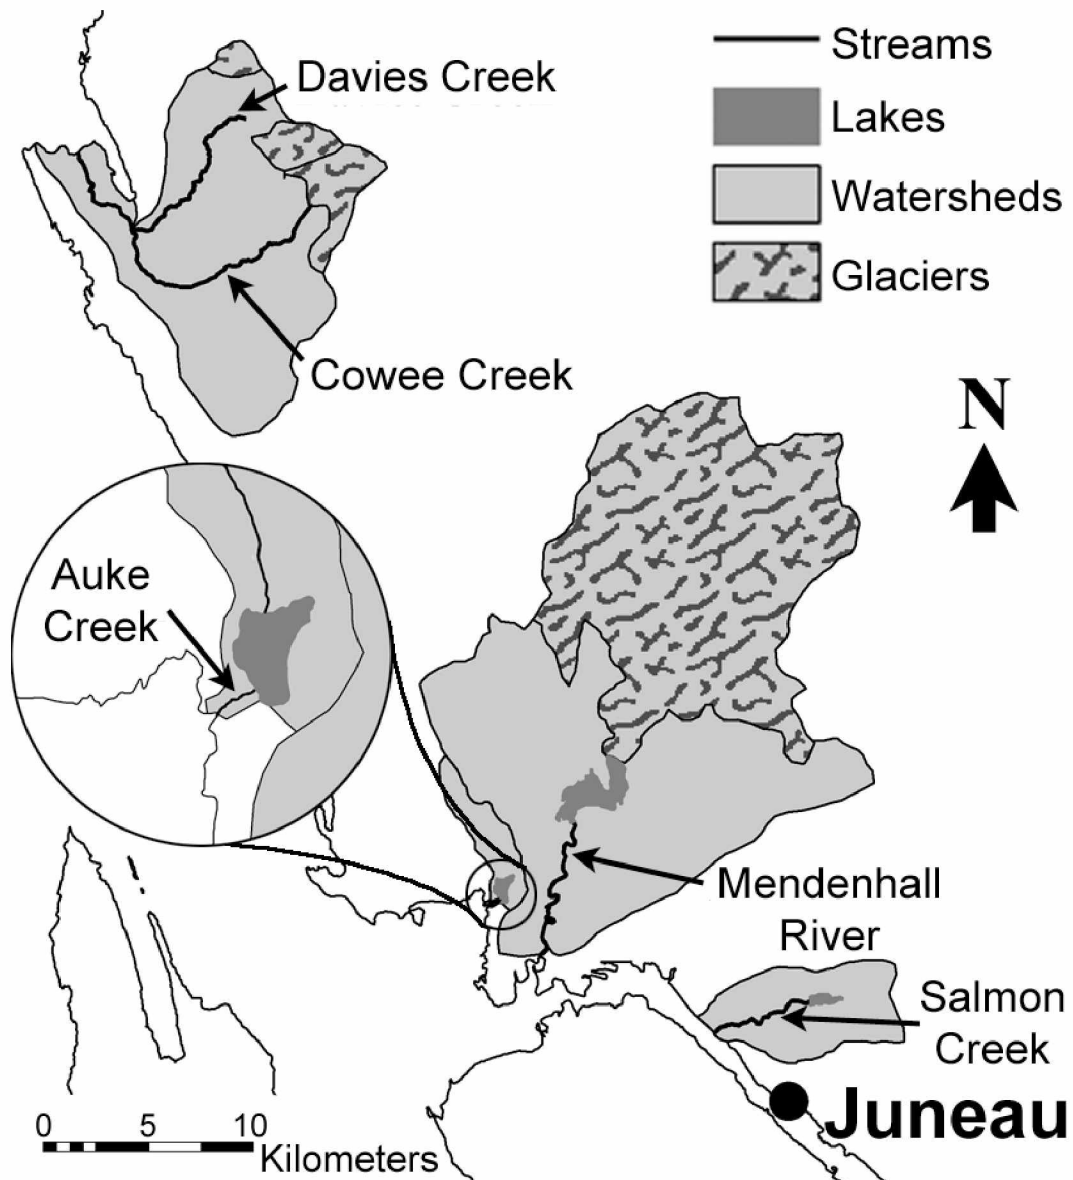 Streams
Davies Creek
Lakes
Watersheds
Glaciers
Cowee Creek
N
Auke
Creek
Mendenhall
River
Salmon
Creek
Juneau
0 5 10
Kilometers